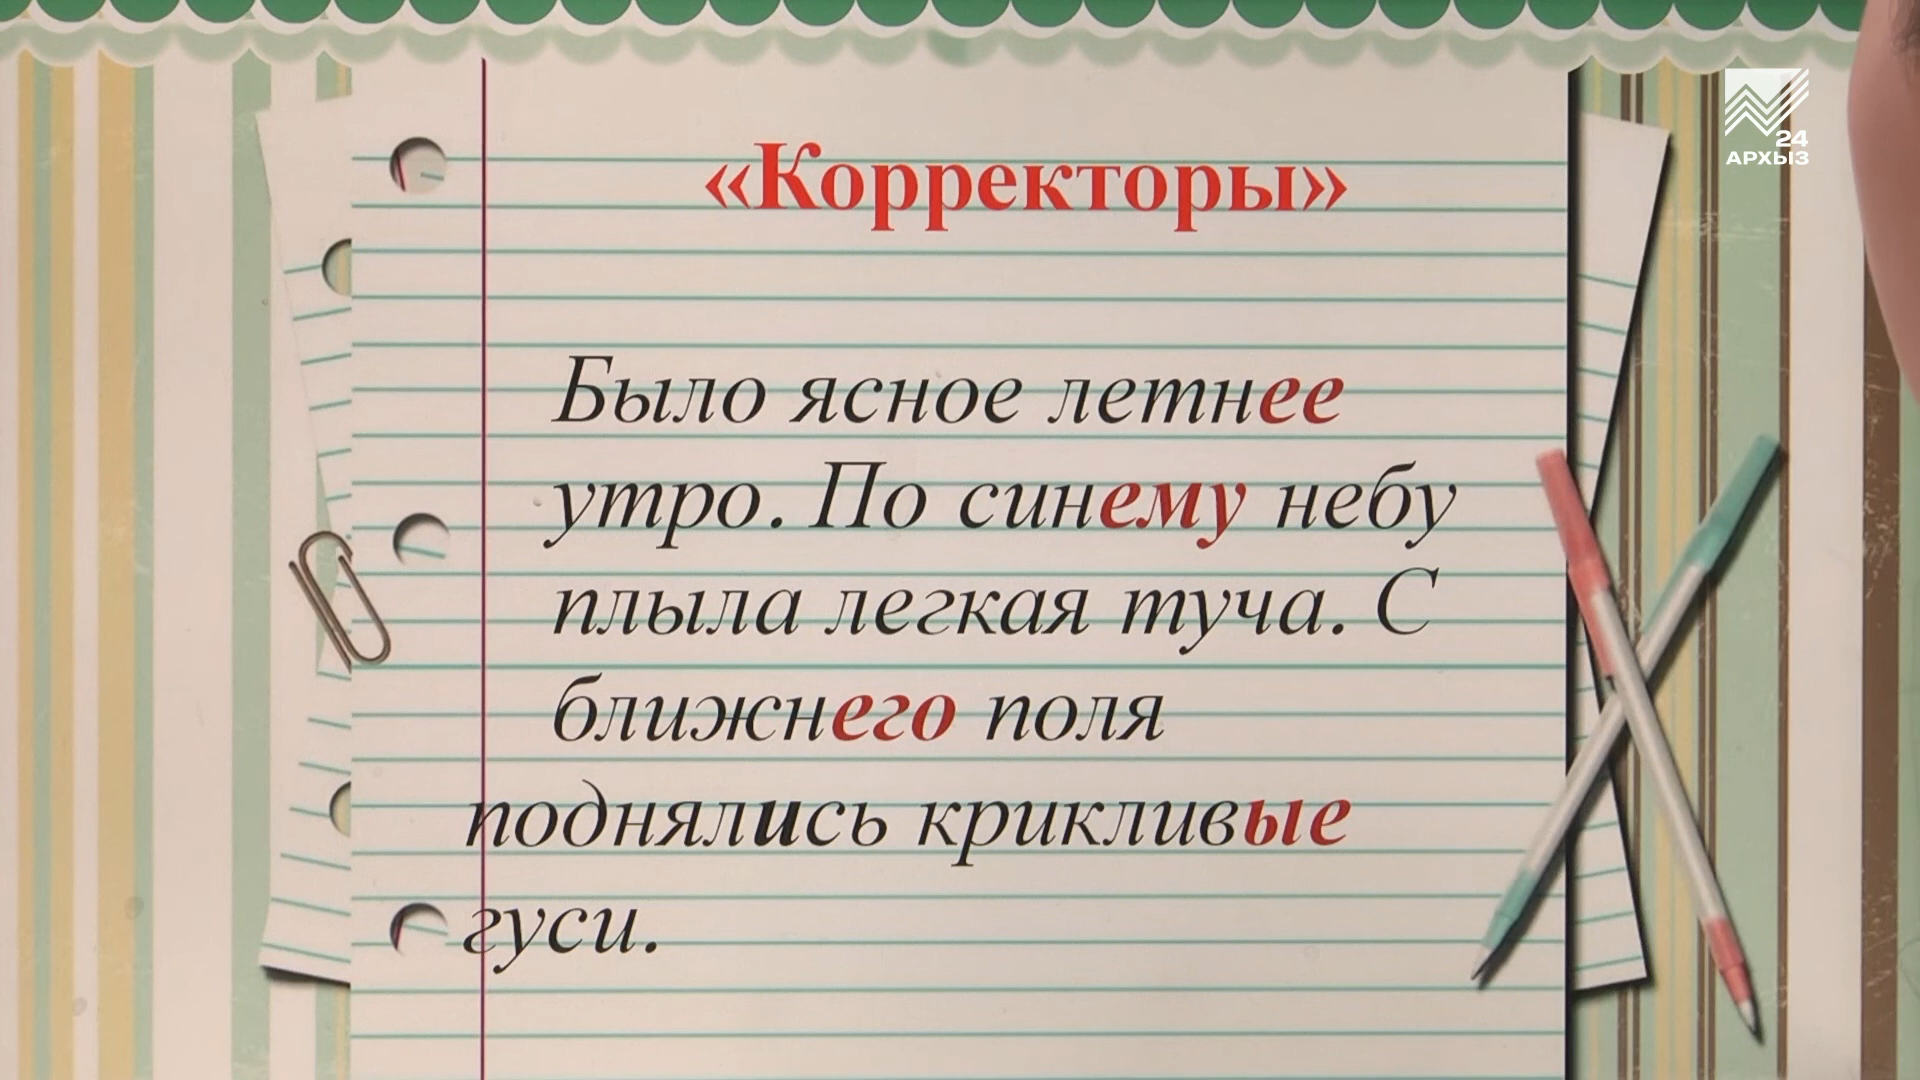 «Корректоры»
Было ясное летнее
утро. По синему небу
плыла легкая туча. С
ближнего поля
поднялись крикливые
гуси.
24
АРХЫЗ